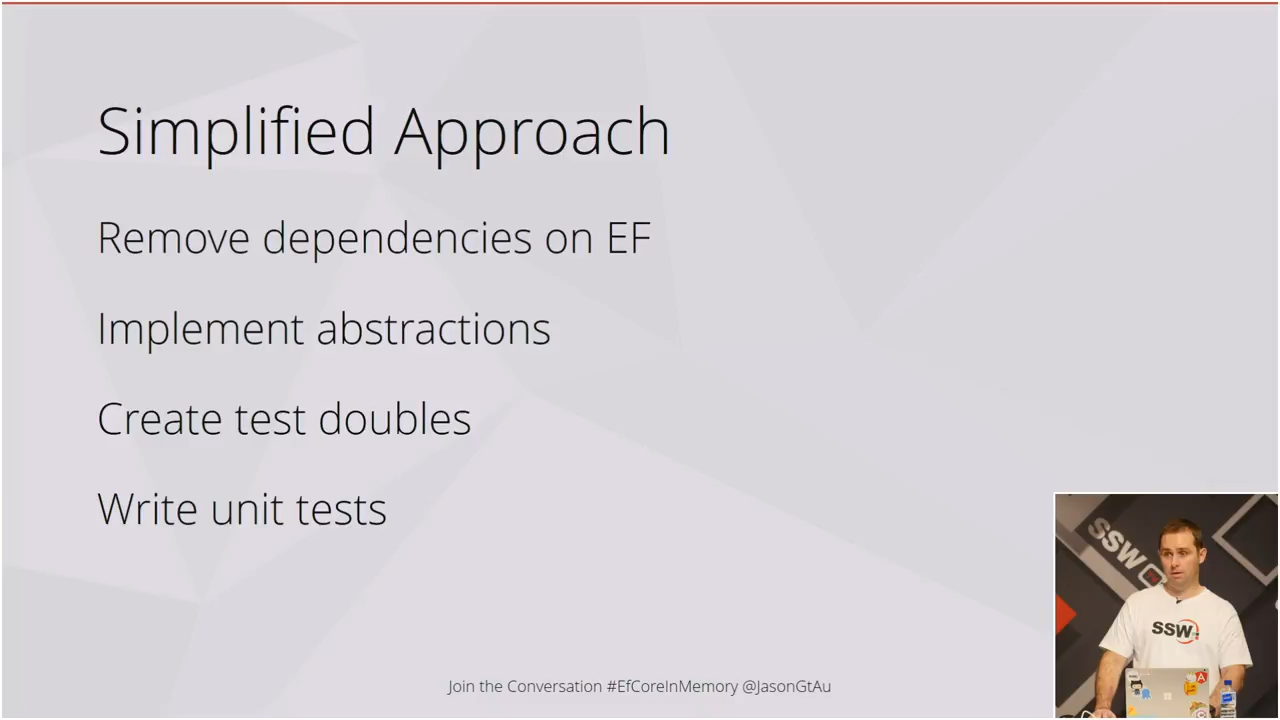 Simplified Approach
Remove dependencies on EF
Implement abstractions
Create test doubles
Write unit tests
Join the Conversation #EfCoreInMemory @JasonGtAu
SSW
SSW